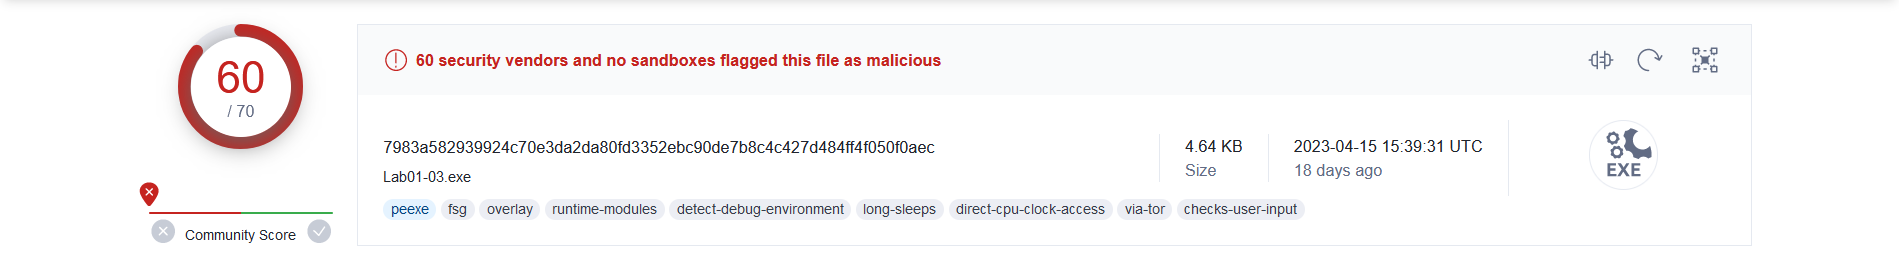 60
/ 70
Community Score
60 security vendors and no sandboxes flagged this file as malicious
7983a582939924c70e3da2da80fd3352ebc90de7b8c4c427d484ff4f050f0aec
Lab01-03.exe
peexe fsg overlay runtime-modules detect-debug-environment long-sleeps direct-cpu-clock-access via-tor checks-user-input
4.64 KB
Size
2023-04-15 15:39:31 UTC
18 days ago
EXE